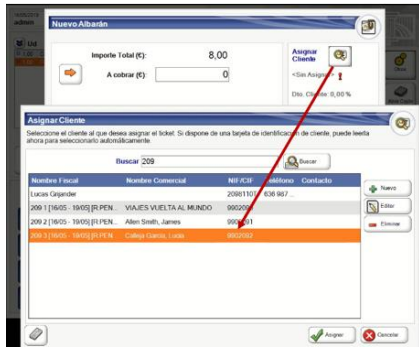 admin
Nuevo Albarán
Ud
Importe Total (€): 8,00
A cobrar (€): 0
Asignar
Cliente
<Sin Asignar>
Dto. Cliente: 0,00 %
Asignar Cliente
Seleccione el cliente al que desea asignar el ticket. Si dispone de una tarjeta de identificación de cliente, puede leerla
ahora para seleccionarlo automáticamente.
Buscar 209 Buscar
Nombre Fiscal Nombre Comercial NIF/CIF Teléfono Contacto
Lucas Grijander 636 987 ...
209 1 [16/05 - 19/05] [R.PEN... VIAJES VUELTA AL MUNDO
209 2 [16/05 - 19/05] [R.PEN... Allen Smith, James
209 3 [16/05 - 19/05] [R.PEN... Calleja García, Lucio
Nuevo
Editar
Eliminar
Asignar Cancelar